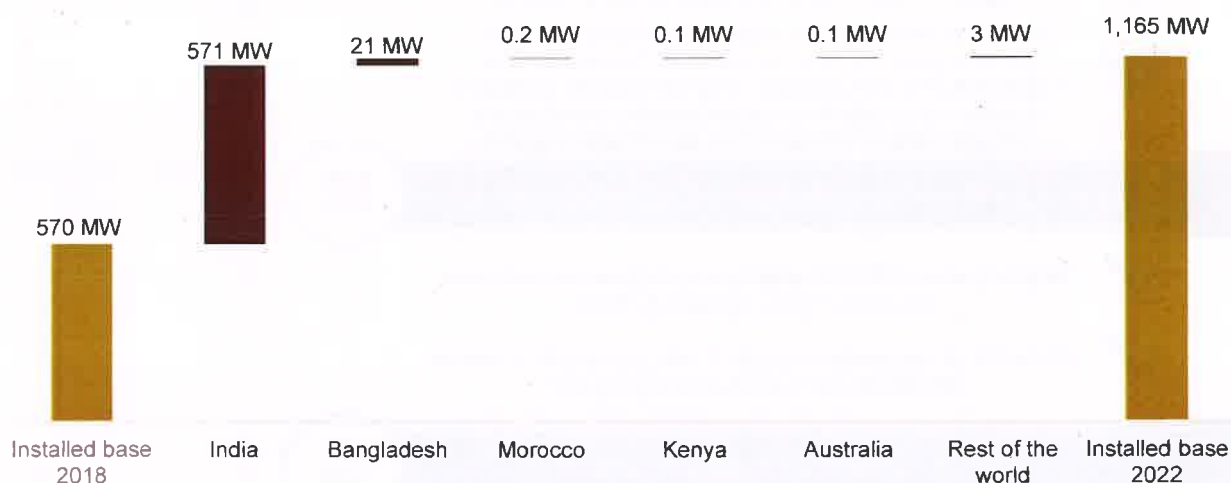 570 MW
571 MW
21 MW
0.2 MW
0.1 MW
0.1 MW
3 MW
1,165 MW
Installed base
2018
India
Bangladesh
Morocco
Kenya
Australia
Rest of the
world
Installed base
2022